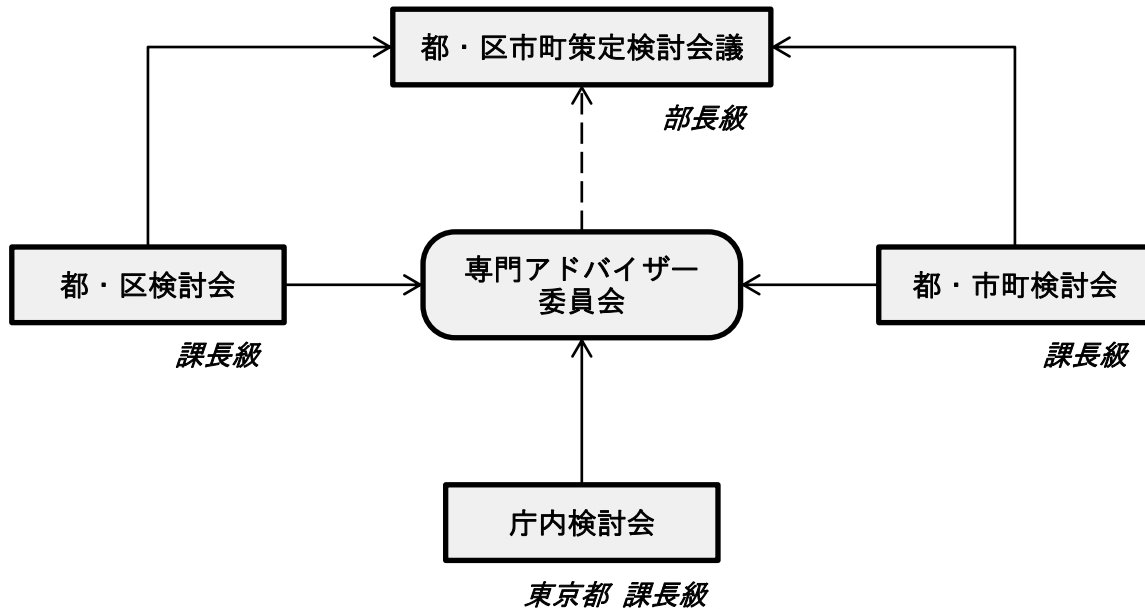 都・区市町策定検討会議
部長級
専門アドバイザー
委員会
都・区検討会
都・市町検討会
課長級
課長級
庁内検討会
東京都 課長級